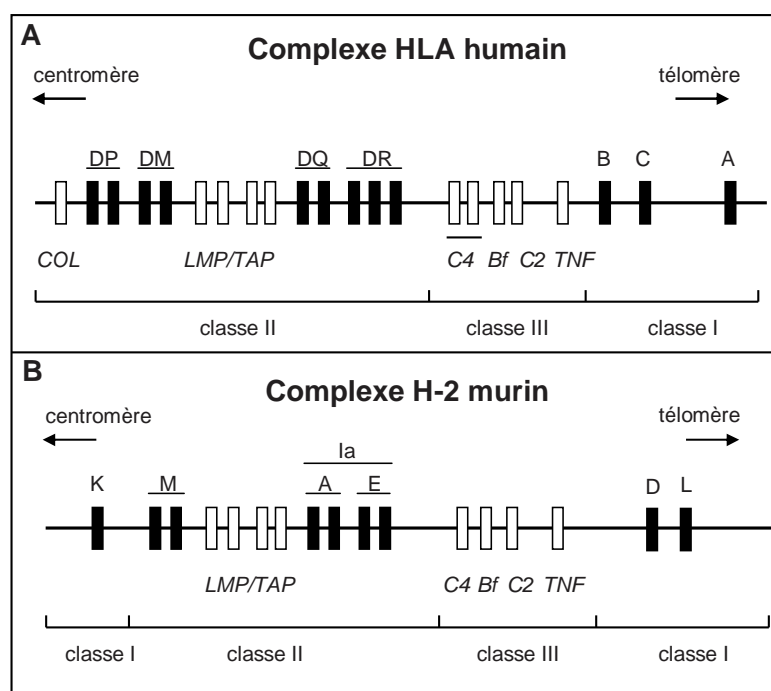 A
Complexe HLA humain
centromère
télomère
DP DM DQ DR B C A
COL LMP/TAP C4 Bf C2 TNF
classe II classe III classe I
B
Complexe H-2 murin
centromère
télomère
Ia
K M A E D L
LMP/TAP C4 Bf C2 TNF
classe I classe II classe III classe I